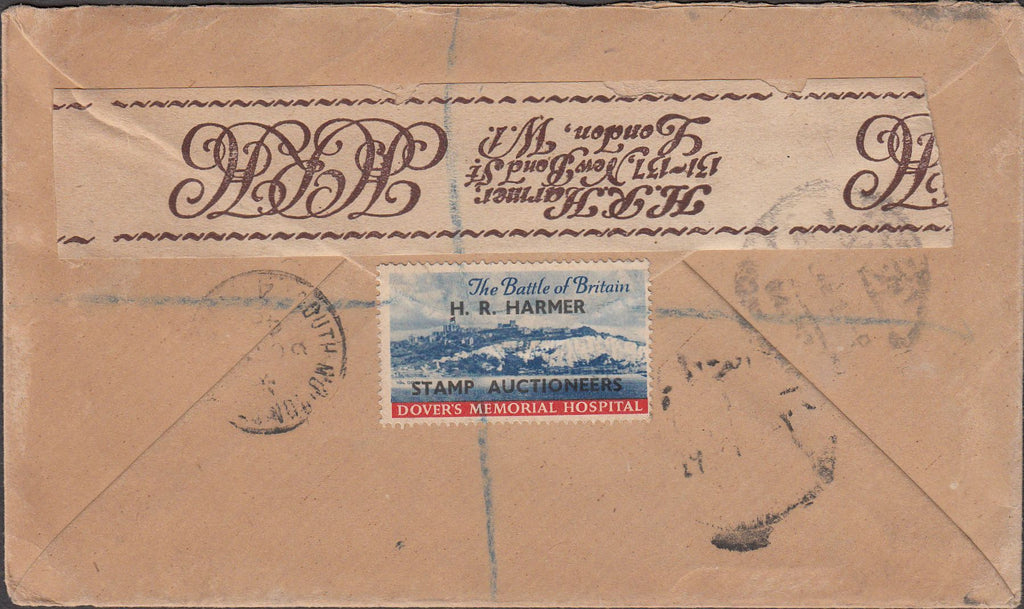 HRH
H.R. Harmer.
131-137 New Bond St
London, W.1.
The Battle of Britain
H. R. HARMER
STAMP AUCTIONEERS
DOVER'S MEMORIAL HOSPITAL
SOUTH